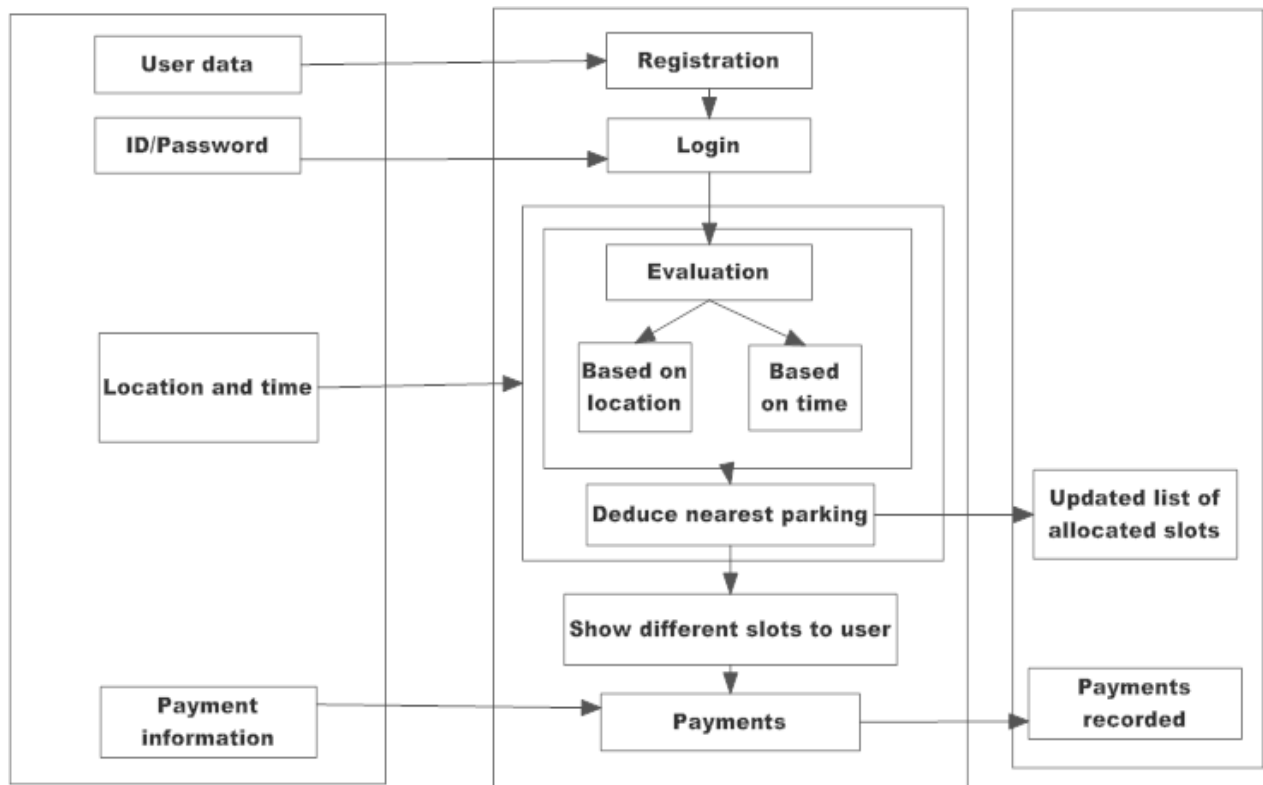 User data
Registration
ID/Password
Login
Evaluation
Location and time
Based on
location
Based
on time
Deduce nearest parking
Updated list of
allocated slots
Show different slots to user
Payment
information
Payments
Payments
recorded